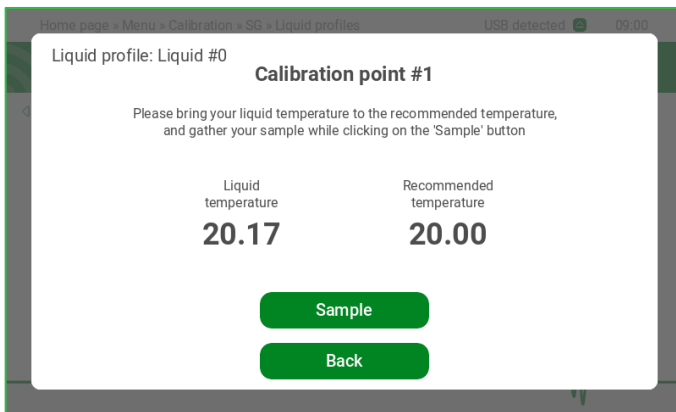 Home page » Menu » Calibration » SG » Liquid profiles
USB detected
09:00
Liquid profile: Liquid #0
Calibration point #1
Please bring your liquid temperature to the recommended temperature,
and gather your sample while clicking on the 'Sample' button
Liquid
temperature
20.17
Recommended
temperature
20.00
Sample
Back